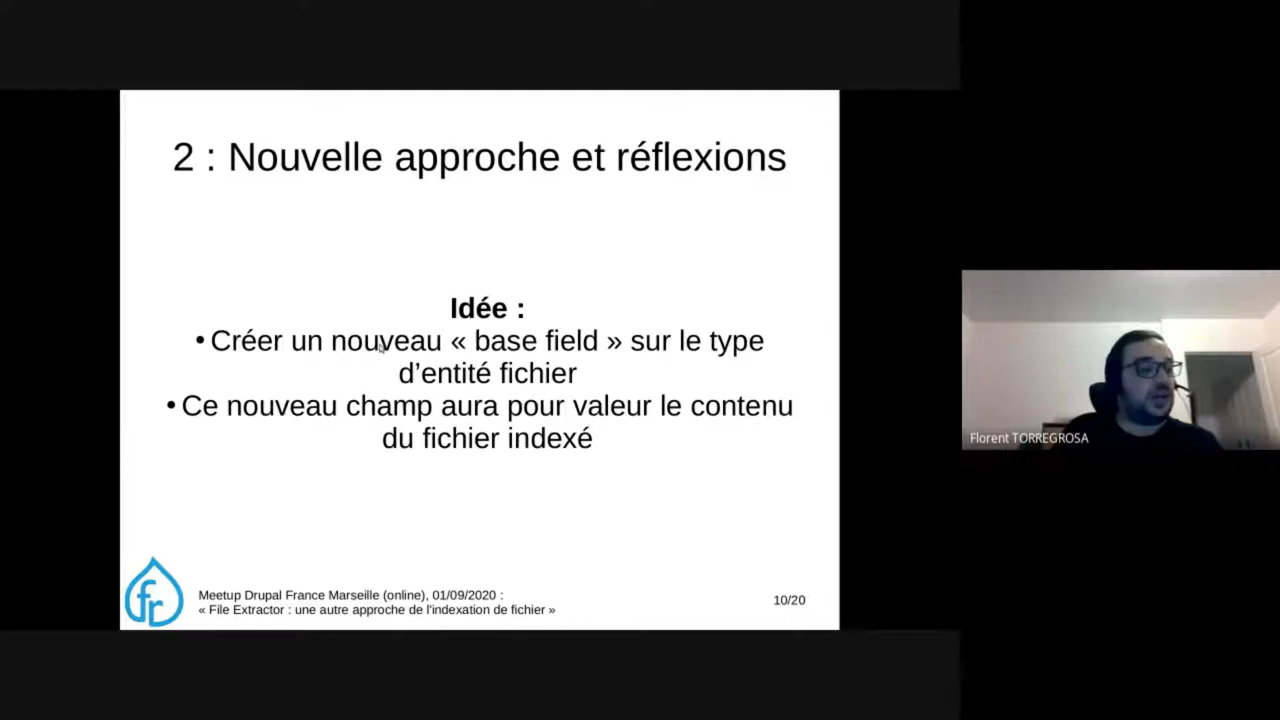 2 : Nouvelle approche et réflexions
Idée :
• Créer un nouveau « base field » sur le type
d’entité fichier
• Ce nouveau champ aura pour valeur le contenu
du fichier indexé
fr
Meetup Drupal France Marseille (online), 01/09/2020 :
« File Extractor : une autre approche de l'indexation de fichier »
10/20
Florent TORREGROSA